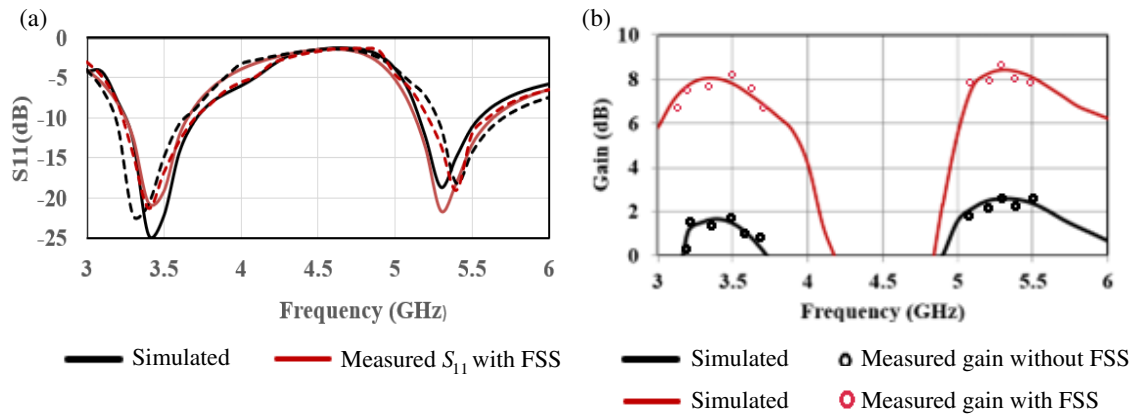 (a)
0
-5
-10
-15
-20
-25
S11(dB)
3
3.5
4
4.5
5
5.5
6
Frequency (GHz)
Simulated
Measured S11 with FSS
(b)
10
8
6
4
2
0
Gain (dB)
3
3.5
4
4.5
5
5.5
6
Frequency (GHz)
Simulated
Measured gain without FSS
Simulated
Measured gain with FSS